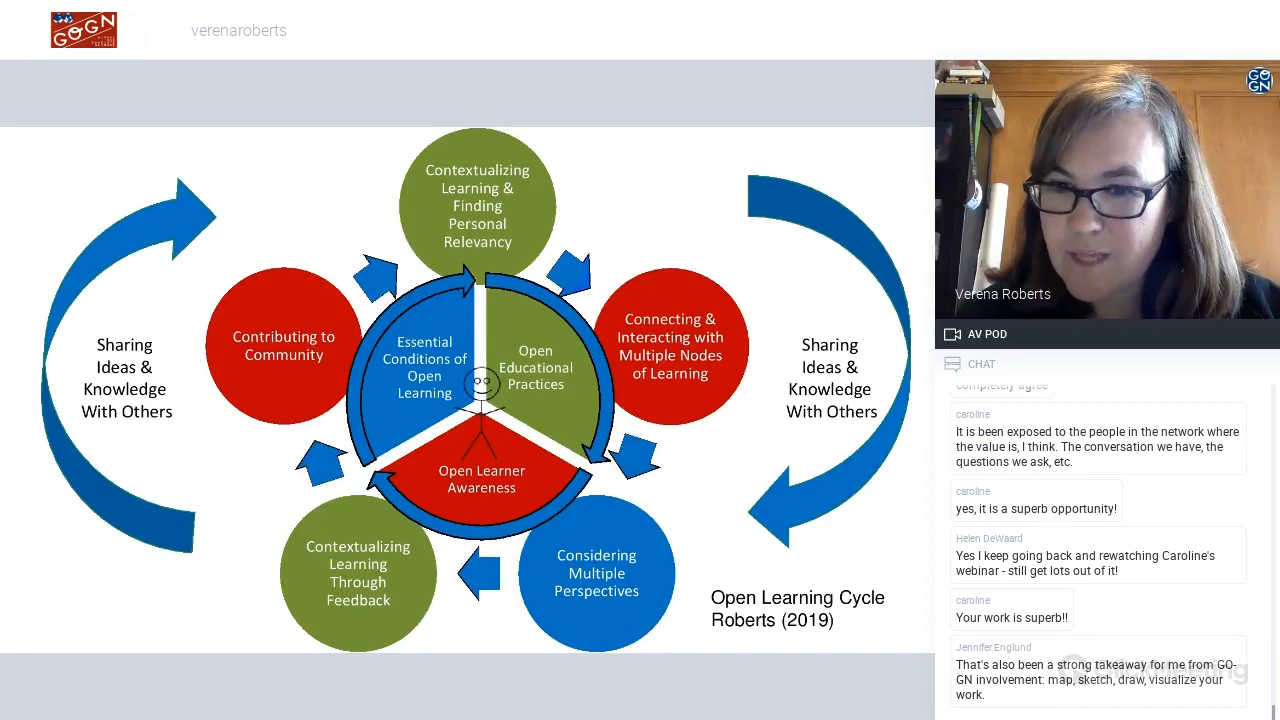 GOGN
verenaroberts
Contextualizing
Learning &
Finding
Personal
Relevancy
Contributing to
Community
Connecting &
Interacting with
Multiple Nodes
of Learning
Essential
Conditions of
Open
Learning
Open
Educational
Practices
Sharing
Ideas &
Knowledge
With Others
Sharing
Ideas &
Knowledge
With Others
Open Learner
Awareness
Contextualizing
Learning
Through
Feedback
Considering
Multiple
Perspectives
Open Learning Cycle
Roberts (2019)
GO
GN
Verena Roberts
AV POD
CHAT
completely agree
caroline
It is been exposed to the people in the network where
the value is, I think. The conversation we have, the
questions we ask, etc.
caroline
yes, it is a superb opportunity!
Helen DeWaard
Yes I keep going back and rewatching Caroline's
webinar - still get lots out of it!
caroline
Your work is superb!!
Jennifer Englund
That's also been a strong takeaway for me from GO-
GN involvement: map, sketch, draw, visualize your
work.
ClickMeeting